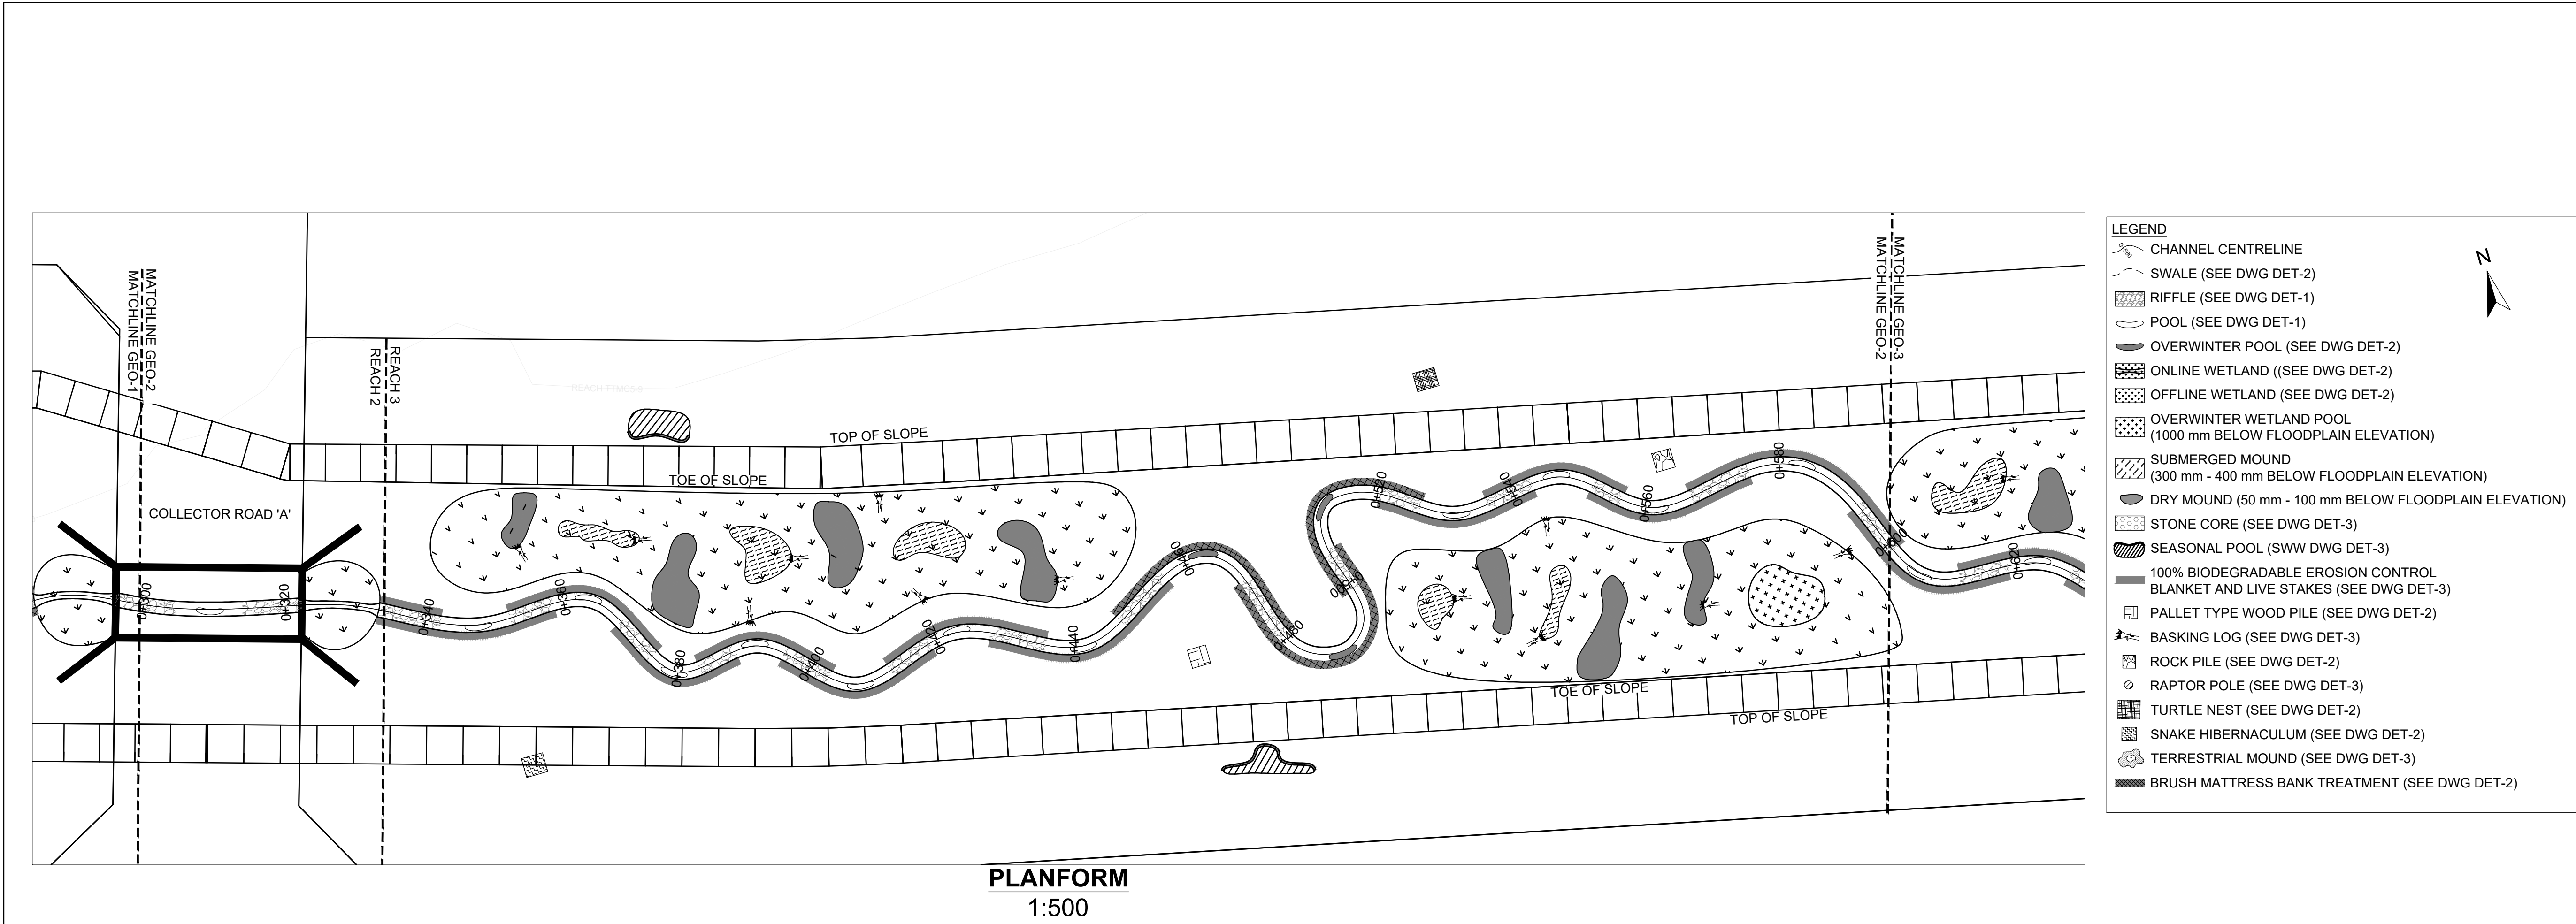 MATCHLINE GEO-2
MATCHLINE GEO-1
REACH 3
REACH 2
COLLECTOR ROAD 'A'
REACH TTMC5-5
TOP OF SLOPE
TOE OF SLOPE
MATCHLINE GEO-3
MATCHLINE GEO-2
0+300
0+320
0+340
0+360
0+380
0+400
0+420
0+440
0+460
0+480
0+500
0+520
0+540
0+560
0+580
0+600
0+620
TOE OF SLOPE
TOP OF SLOPE
PLANFORM
1:500
LEGEND
N
CHANNEL CENTRELINE
SWALE (SEE DWG DET-2)
RIFFLE (SEE DWG DET-1)
POOL (SEE DWG DET-1)
OVERWINTER POOL (SEE DWG DET-2)
ONLINE WETLAND ((SEE DWG DET-2)
OFFLINE WETLAND (SEE DWG DET-2)
OVERWINTER WETLAND POOL
(1000 mm BELOW FLOODPLAIN ELEVATION)
SUBMERGED MOUND
(300 mm - 400 mm BELOW FLOODPLAIN ELEVATION)
DRY MOUND (50 mm - 100 mm BELOW FLOODPLAIN ELEVATION)
STONE CORE (SEE DWG DET-3)
SEASONAL POOL (SWW DWG DET-3)
100% BIODEGRADABLE EROSION CONTROL
BLANKET AND LIVE STAKES (SEE DWG DET-3)
PALLET TYPE WOOD PILE (SEE DWG DET-2)
BASKING LOG (SEE DWG DET-3)
ROCK PILE (SEE DWG DET-2)
RAPTOR POLE (SEE DWG DET-3)
TURTLE NEST (SEE DWG DET-2)
SNAKE HIBERNACULUM (SEE DWG DET-2)
TERRESTRIAL MOUND (SEE DWG DET-3)
BRUSH MATTRESS BANK TREATMENT (SEE DWG DET-2)